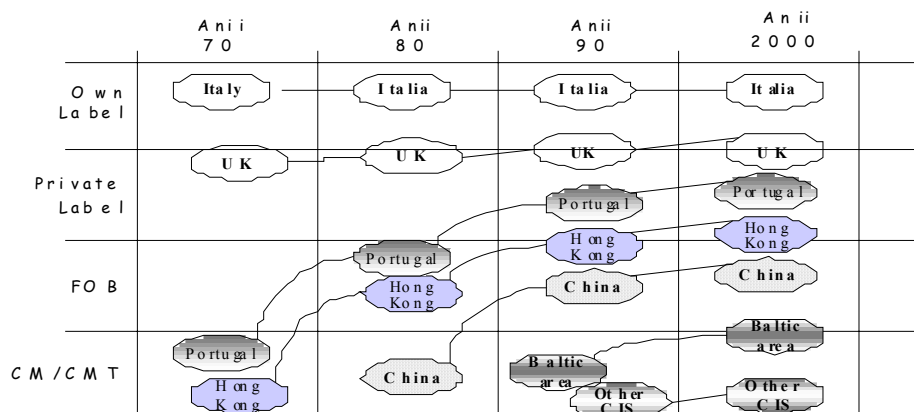 Anii Anii Anii Anii
70 80 90 2000
Own Label
Italy Italia Italia Italia
UK UK UK UK
Private Label
Portugal Portugal
Hong Kong Hong Kong
FOB
Portugal
Hong Kong
China China
CM/CMT
Portugal
Hong Kong
China
Baltic area Baltic area
Other CIS Other CIS